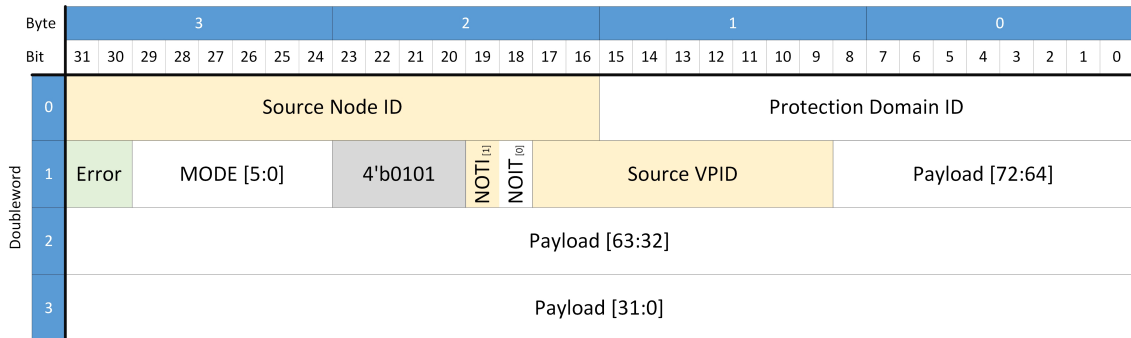 Byte 3 2 1 0
Bit 31 30 29 28 27 26 25 24 23 22 21 20 19 18 17 16 15 14 13 12 11 10 9 8 7 6 5 4 3 2 1 0
Doubleword
0 Source Node ID Protection Domain ID
1 Error MODE [5:0] 4'b0101 NOTI [1] NOIT [0] Source VPID Payload [72:64]
2 Payload [63:32]
3 Payload [31:0]